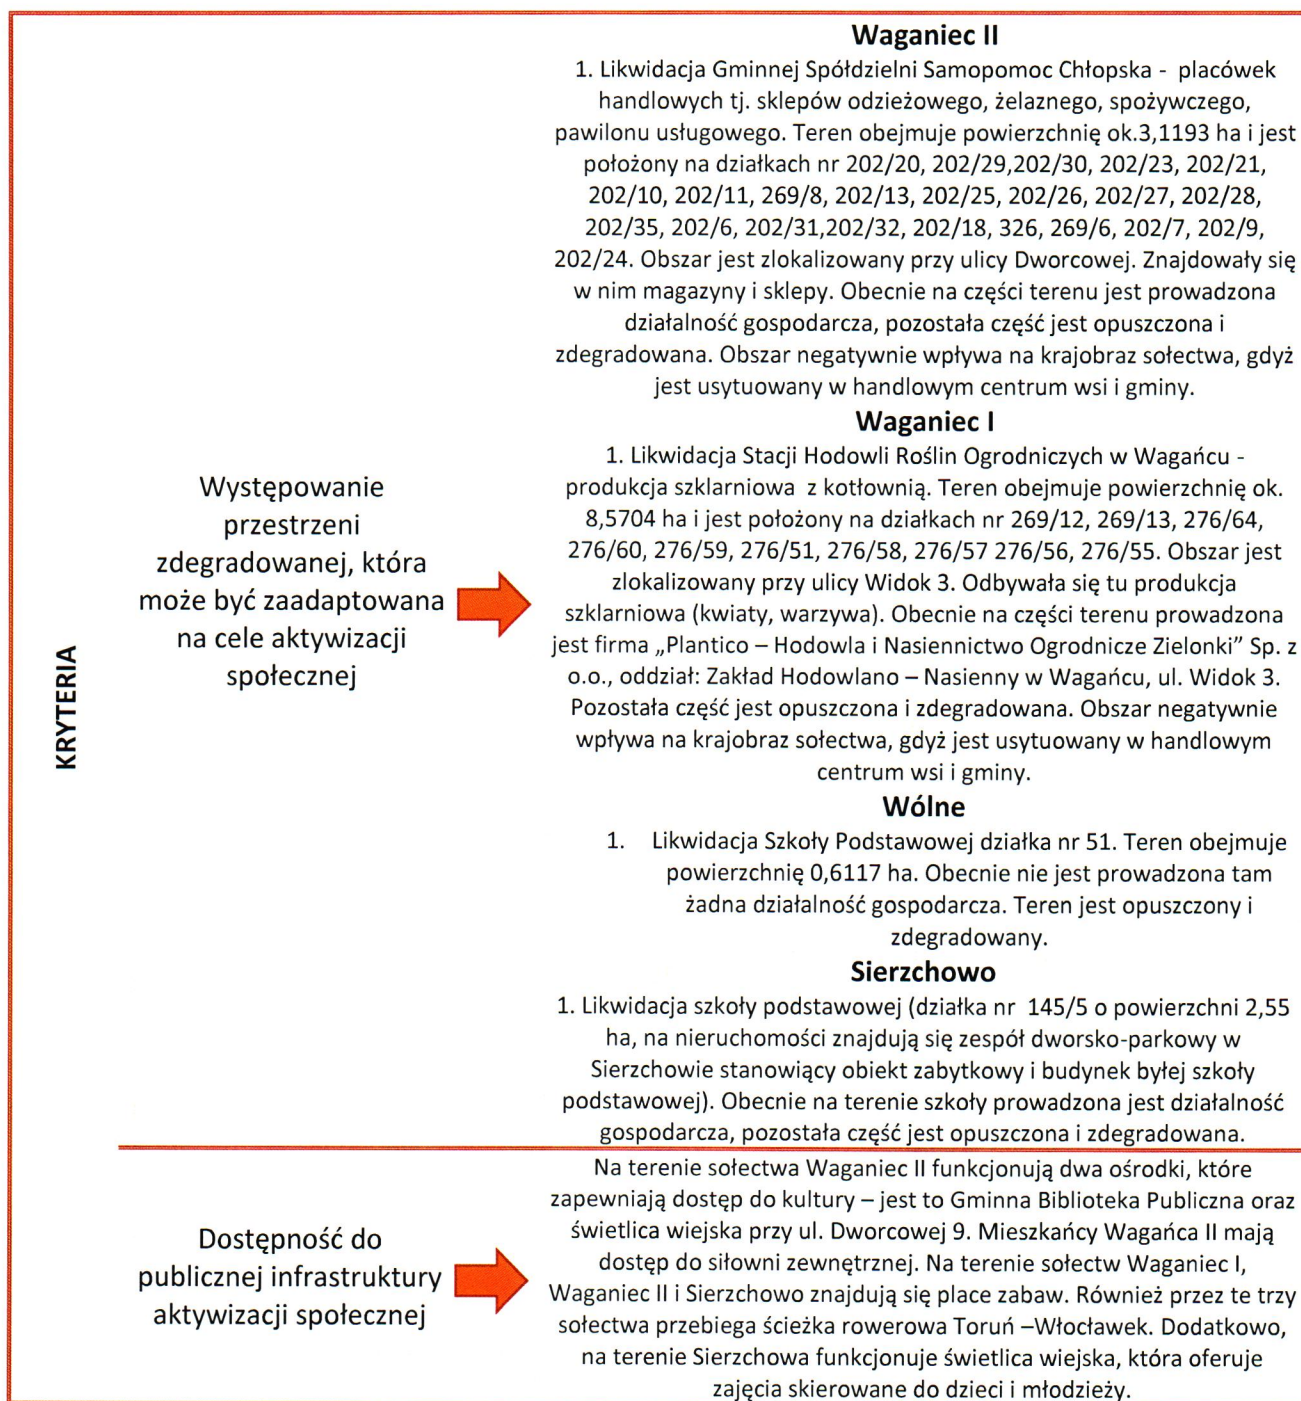 KRYTERIA
Występowanie
przestrzeni
zdegradowanej, która
może być zaadaptowana
na cele aktywizacji
społecznej
Waganiec II
1. Likwidacja Gminnej Spółdzielni Samopomoc Chłopska - placówek
handlowych tj. sklepów odzieżowego, żelaznego, spożywczego,
pawilonu usługowego. Teren obejmuje powierzchnię ok.3,1193 ha i jest
położony na działkach nr 202/20, 202/29,202/30, 202/23, 202/21,
202/10, 202/11, 269/8, 202/13, 202/25, 202/26, 202/27, 202/28,
202/35, 202/6, 202/31,202/32, 202/18, 326, 269/6, 202/7, 202/9,
202/24. Obszar jest zlokalizowany przy ulicy Dworcowej. Znajdowały się
w nim magazyny i sklepy. Obecnie na części terenu jest prowadzona
działalność gospodarcza, pozostała część jest opuszczona i
zdegradowana. Obszar negatywnie wpływa na krajobraz sołectwa, gdyż
jest usytuowany w handlowym centrum wsi i gminy.
Waganiec I
1. Likwidacja Stacji Hodowli Roślin Ogrodniczych w Wagańcu -
produkcja szklarniowa z kotłownią. Teren obejmuje powierzchnię ok.
8,5704 ha i jest położony na działkach nr 269/12, 269/13, 276/64,
276/60, 276/59, 276/51, 276/58, 276/57 276/56, 276/55. Obszar jest
zlokalizowany przy ulicy Widok 3. Odbywała się tu produkcja
szklarniowa (kwiaty, warzywa). Obecnie na części terenu prowadzona
jest firma „Plantico – Hodowla i Nasiennictwo Ogrodnicze Zielonki” Sp. z
o.o., oddział: Zakład Hodowlano – Nasienny w Wagańcu, ul. Widok 3.
Pozostała część jest opuszczona i zdegradowana. Obszar negatywnie
wpływa na krajobraz sołectwa, gdyż jest usytuowany w handlowym
centrum wsi i gminy.
Wólne
1. Likwidacja Szkoły Podstawowej działka nr 51. Teren obejmuje
powierzchnię 0,6117 ha. Obecnie nie jest prowadzona tam
żadna działalność gospodarcza. Teren jest opuszczony i
zdegradowany.
Sierzchowo
1. Likwidacja szkoły podstawowej (działka nr 145/5 o powierzchni 2,55
ha, na nieruchomości znajdują się zespół dworsko-parkowy w
Sierzchowie stanowiący obiekt zabytkowy i budynek byłej szkoły
podstawowej). Obecnie na terenie szkoły prowadzona jest działalność
gospodarcza, pozostała część jest opuszczona i zdegradowana.
Dostępność do
publicznej infrastruktury
aktywizacji społecznej
Na terenie sołectwa Waganiec II funkcjonują dwa ośrodki, które
zapewniają dostęp do kultury – jest to Gminna Biblioteka Publiczna oraz
świetlica wiejska przy ul. Dworcowej 9. Mieszkańcy Wagańca II mają
dostęp do siłowni zewnętrznej. Na terenie sołectw Waganiec I,
Waganiec II i Sierzchowo znajdują się place zabaw. Również przez te trzy
sołectwa przebiega ścieżka rowerowa Toruń –Włocławek. Dodatkowo,
na terenie Sierzchowa funkcjonuje świetlica wiejska, która oferuje
zajęcia skierowane do dzieci i młodzieży.